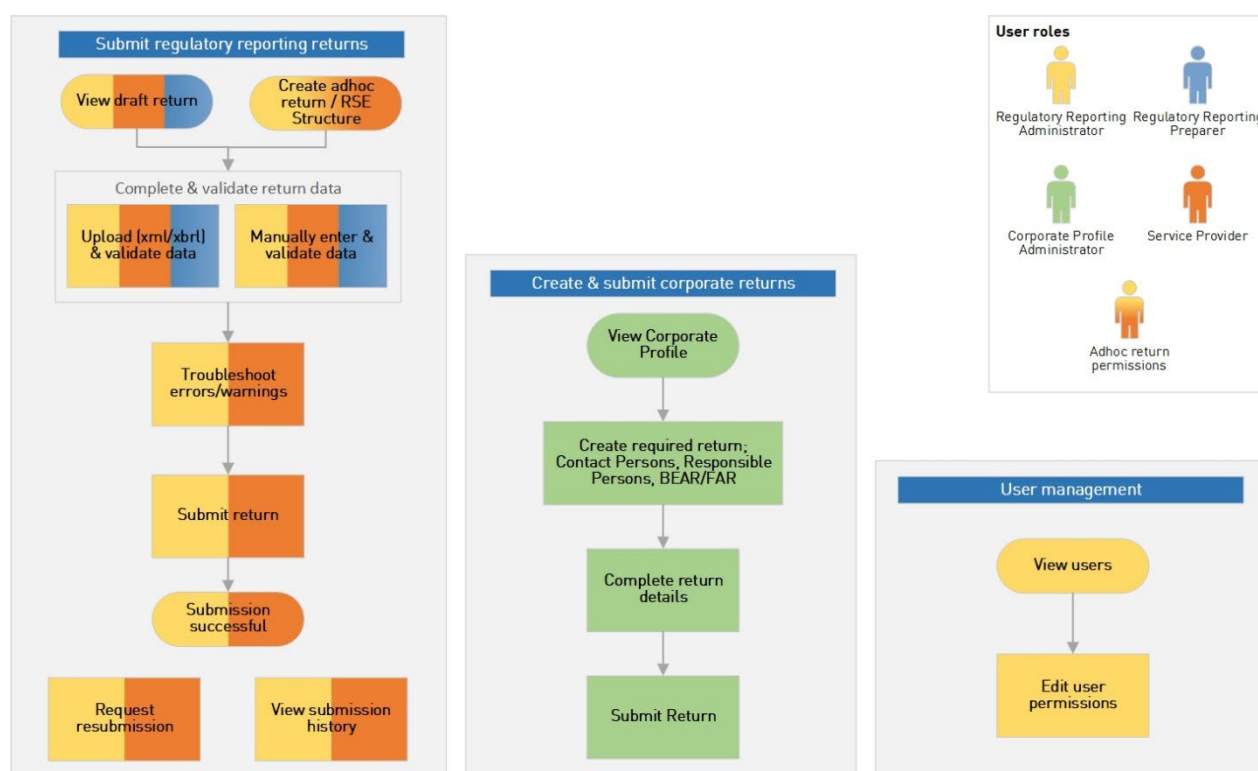 Submit regulatory reporting returns
View draft return
Create adhoc
return / RSE
Structure
Complete & validate return data
Upload (xml/xbrl)
& validate data
Manually enter &
validate data
Troubleshoot
errors/warnings
Submit return
Submission
successful
Request
resubmission
View submission
history
Create & submit corporate returns
View Corporate
Profile
Create required return;
Contact Persons, Responsible
Persons, BEAR/FAR
Complete return
details
Submit Return
User roles
Regulatory Reporting
Administrator
Regulatory Reporting
Preparer
Corporate Profile
Administrator
Service Provider
Adhoc return
permissions
User management
View users
Edit user
permissions